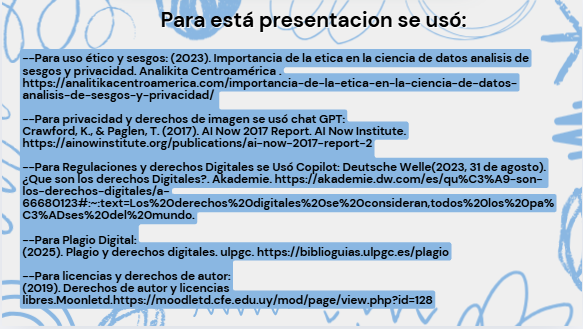 Para está presentacion se usó:
--Para uso ético y sesgos: (2023). Importancia de la etica en la ciencia de datos analisis de
sesgos y privacidad. Analikita Centroamérica .
https://analitikacentroamerica.com/importancia-de-la-etica-en-la-ciencia-de-datos-
analisis-de-sesgos-y-privacidad/
--Para privacidad y derechos de imagen se usó chat GPT:
Crawford, K., & Paglen, T. (2017). AI Now 2017 Report. AI Now Institute.
https://ainowinstitute.org/publications/ai-now-2017-report-2
--Para Regulaciones y derechos Digitales se Usó Copilot: Deutsche Welle(2023, 31 de agosto).
¿Que son los derechos Digitales?. Akademie. https://akademie.dw.com/es/qu%C3%A9-son-
los-derechos-digitales/a-
66680123#:~:text=Los%20derechos%20digitales%20se%20consideran,todos%20los%20pa%
C3%ADses%20del%20mundo.
--Para Plagio Digital:
(2025). Plagio y derechos digitales. ulpgc. https://biblioguias.ulpgc.es/plagio
--Para licencias y derechos de autor:
(2019). Derechos de autor y licencias
libres.Moonletd.https://moodletd.cfe.edu.uy/mod/page/view.php?id=128